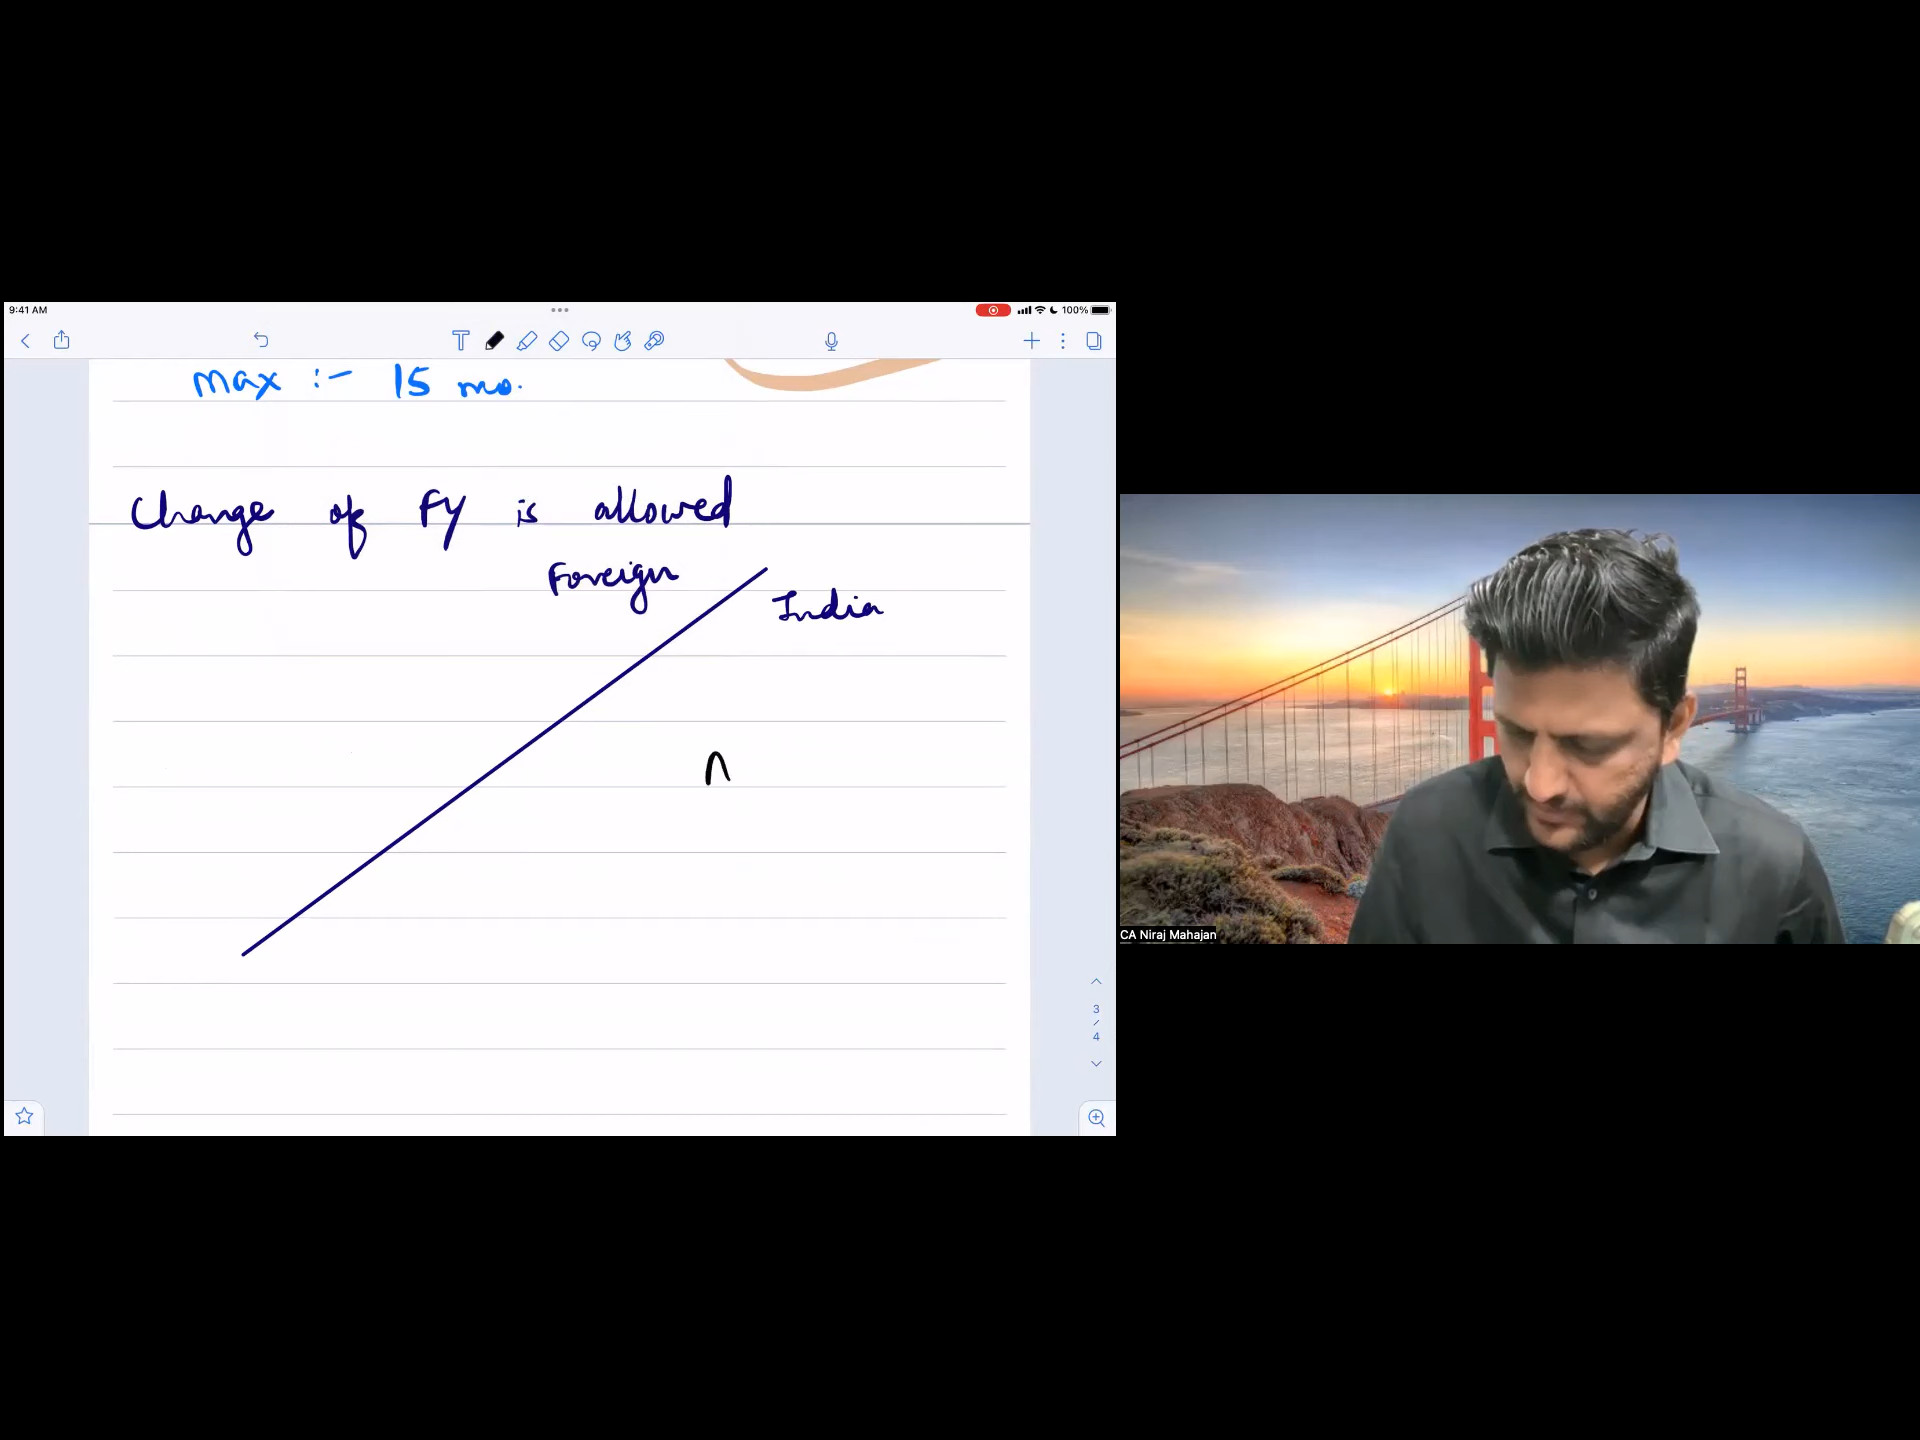 9:41 AM
100%
Max :- 15 mo.
Change of FY is allowed
Foreign
India
3
/
4
CA Niraj Mahajan